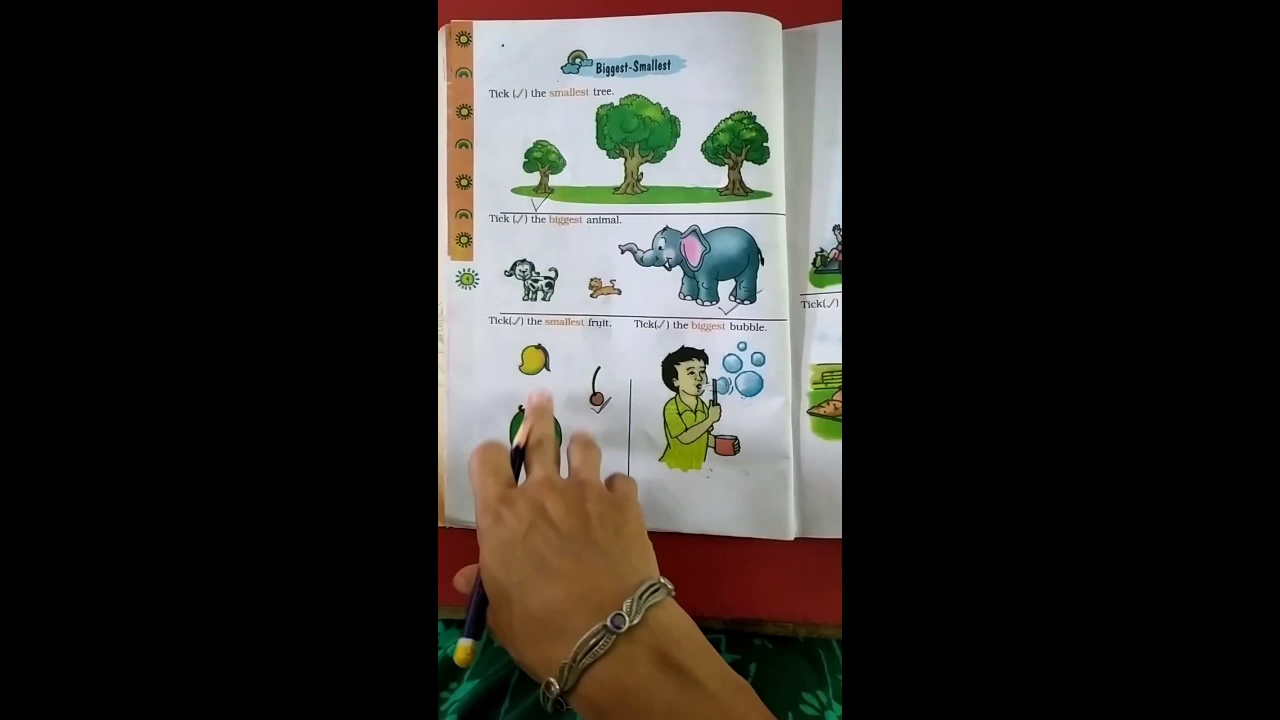 Biggest-Smallest
Tick (✓) the smallest tree.
Tick (✓) the biggest animal.
Tick(✓) the smallest fruit.
Tick(✓) the biggest bubble.
4
Tick(✓)